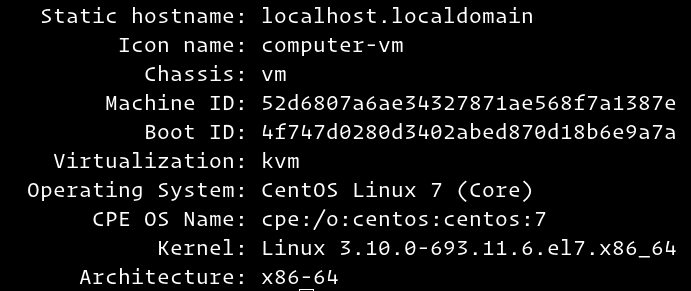 Static hostname: localhost.localdomain
Icon name: computer-vm
Chassis: vm
Machine ID: 52d6807a6ae34327871ae568f7a1387e
Boot ID: 4f747d0280d3402abed870d18b6e9a7a
Virtualization: kvm
Operating System: CentOS Linux 7 (Core)
CPE OS Name: cpe:/o:centos:centos:7
Kernel: Linux 3.10.0-693.11.6.el7.x86_64
Architecture: x86-64